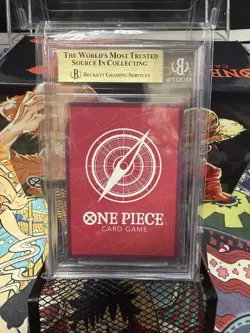 THE WORLD'S MOST TRUSTED
SOURCE IN COLLECTING
BECKETT GRADING SERVICES
ONE PIECE
CARD GAME